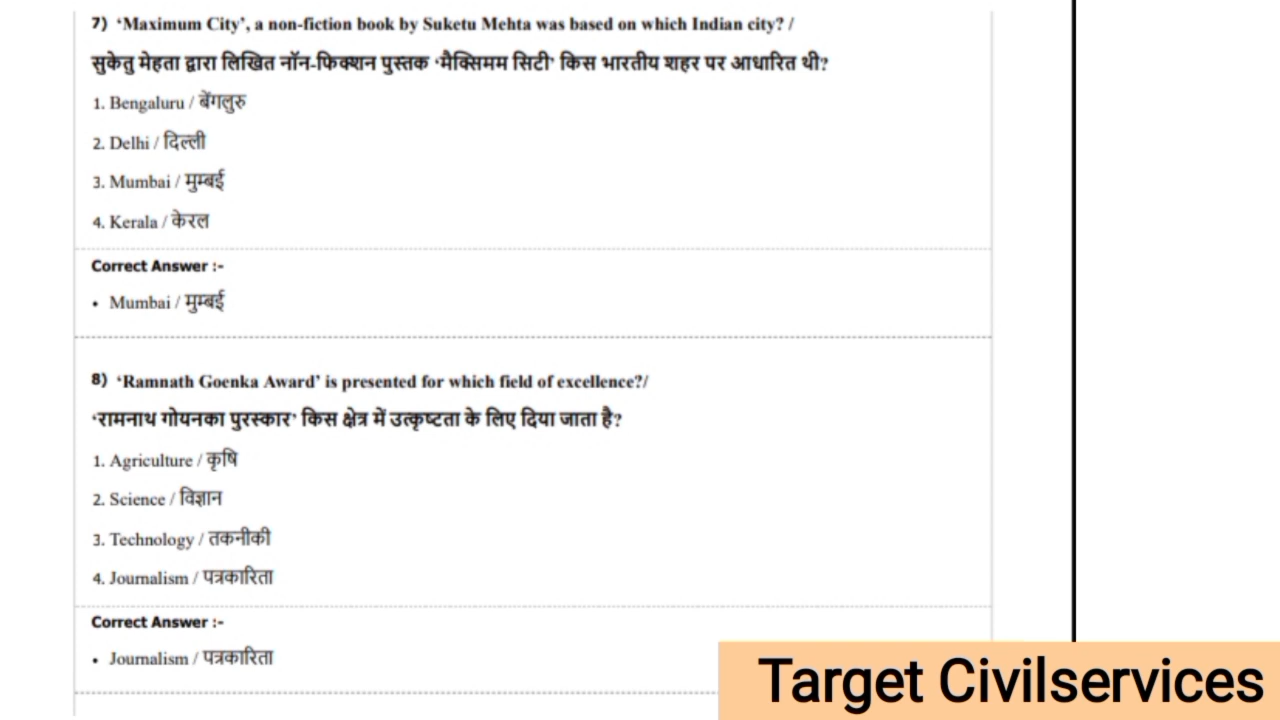 7) ‘Maximum City’, a non-fiction book by Suketu Mehta was based on which Indian city? /
सुकेतु मेहता द्वारा लिखित नॉन-फिक्शन पुस्तक ‘मैक्सिमम सिटी’ किस भारतीय शहर पर आधारित थी?
1. Bengaluru / बेंगलुरु
2. Delhi / दिल्ली
3. Mumbai / मुम्बई
4. Kerala / केरल
Correct Answer :-
• Mumbai / मुम्बई
8) ‘Ramnath Goenka Award’ is presented for which field of excellence?/
‘रामनाथ गोयनका पुरस्कार’ किस क्षेत्र में उत्कृष्टता के लिए दिया जाता है?
1. Agriculture / कृषि
2. Science / विज्ञान
3. Technology / तकनीकी
4. Journalism / पत्रकारिता
Correct Answer :-
• Journalism / पत्रकारिता
Target Civilservices